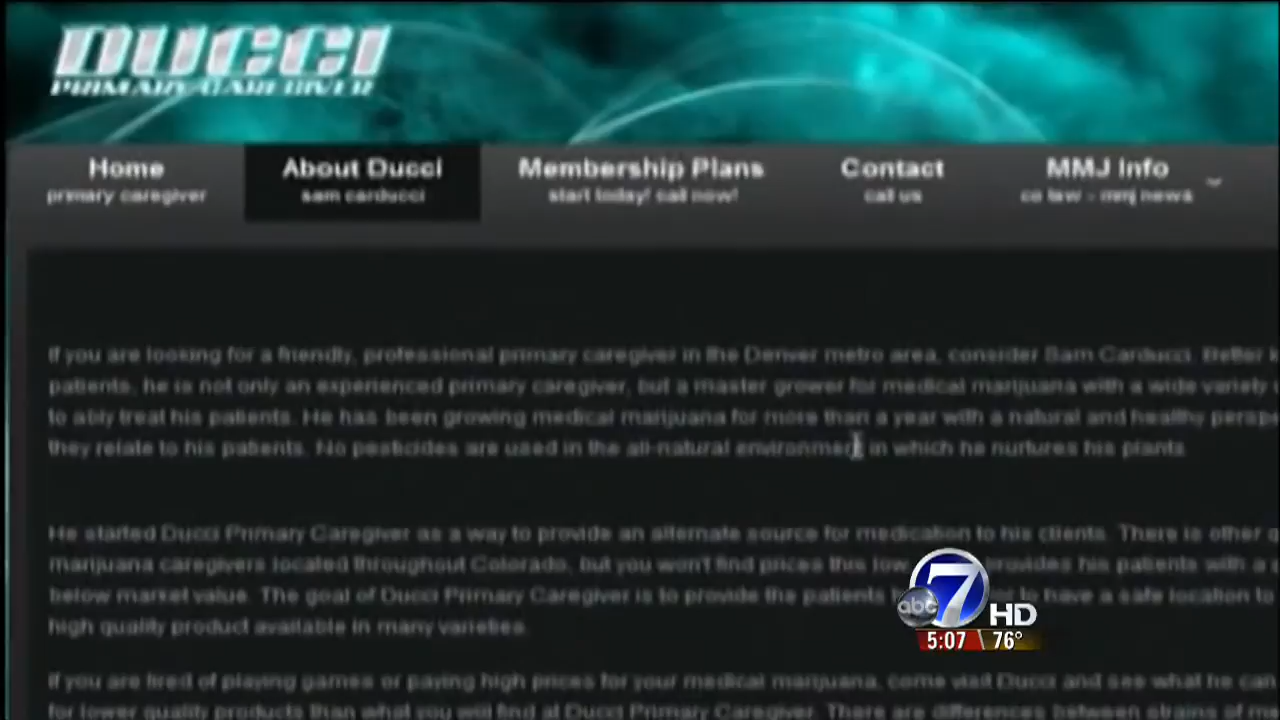 DUCCI
PRIMARY CAREGIVER
Home About Ducci Membership Plans Contact MMJ Info
primary caregiver sam carducci start today! call now! call us co law - mmj news
If you are looking for a friendly, professional primary caregiver in the Denver metro area, consider Sam Carducci. Better
patients, he is not only an experienced primary caregiver, but a master grower for medical marijuana with a wide variety
to ably treat his patients. He has been growing medical marijuana for more than a year with a natural and healthy
they relate to his patients. No pesticides are used in the all-natural environment in which he nurtures his plants.
He started Ducci Primary Caregiver as a way to provide an alternate source for medication to his clients. There is other
marijuana caregivers located throughout Colorado, but you won't find prices this low provides his patients with a
below market value. The goal of Ducci Primary Caregiver is to provide the patients to have a safe location to
high quality product available in many varieties.
If you are tired of playing games or paying high prices for your medical marijuana, come visit Ducci and see what he can
for lower quality products than what you will find at Ducci Primary Caregiver. There are differences between strains of
abc 7 HD
5:07 76°